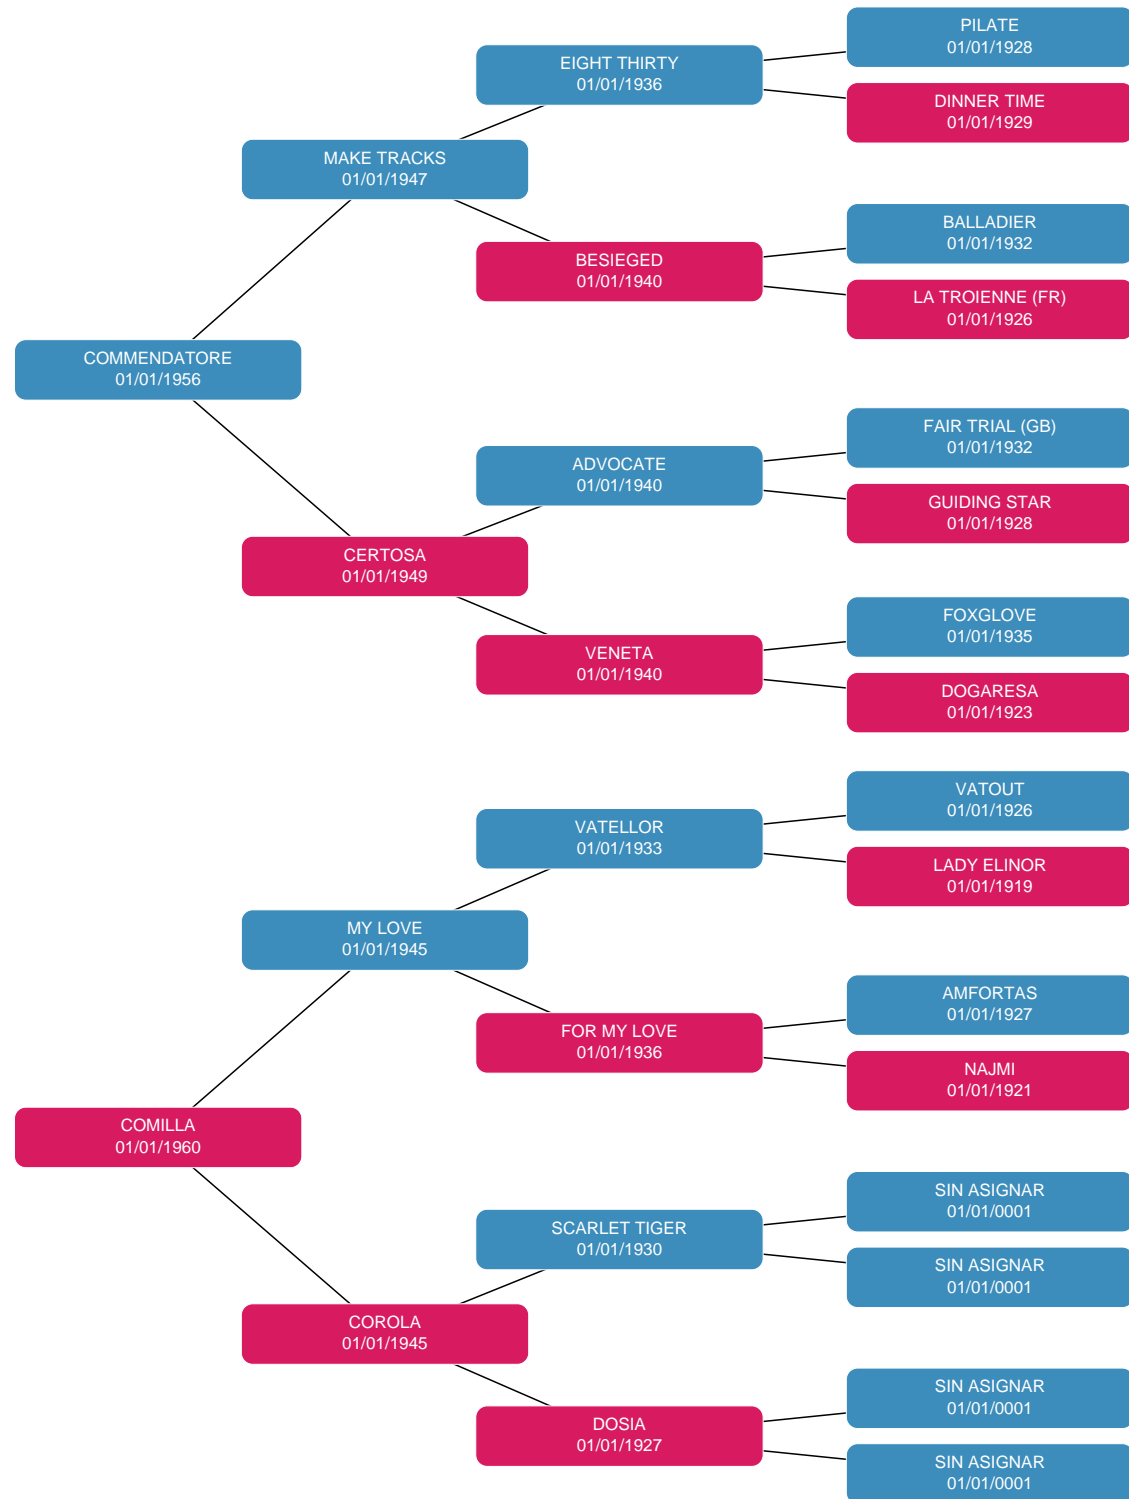 PILATE
01/01/1928
EIGHT THIRTY
01/01/1936
DINNER TIME
01/01/1929
MAKE TRACKS
01/01/1947
BALLADIER
01/01/1932
BESIEGED
01/01/1940
LA TROIENNE (FR)
01/01/1926
COMMENDATORE
01/01/1956
FAIR TRIAL (GB)
01/01/1932
ADVOCATE
01/01/1940
GUIDING STAR
01/01/1928
CERTOSA
01/01/1949
FOXGLOVE
01/01/1935
VENETA
01/01/1940
DOGARESA
01/01/1923
VATOUT
01/01/1926
VATELLOR
01/01/1933
LADY ELINOR
01/01/1919
MY LOVE
01/01/1945
AMFORTAS
01/01/1927
FOR MY LOVE
01/01/1936
NAJMI
01/01/1921
COMILLA
01/01/1960
SIN ASIGNAR
01/01/0001
SCARLET TIGER
01/01/1930
SIN ASIGNAR
01/01/0001
COROLA
01/01/1945
SIN ASIGNAR
01/01/0001
DOSIA
01/01/1927
SIN ASIGNAR
01/01/0001